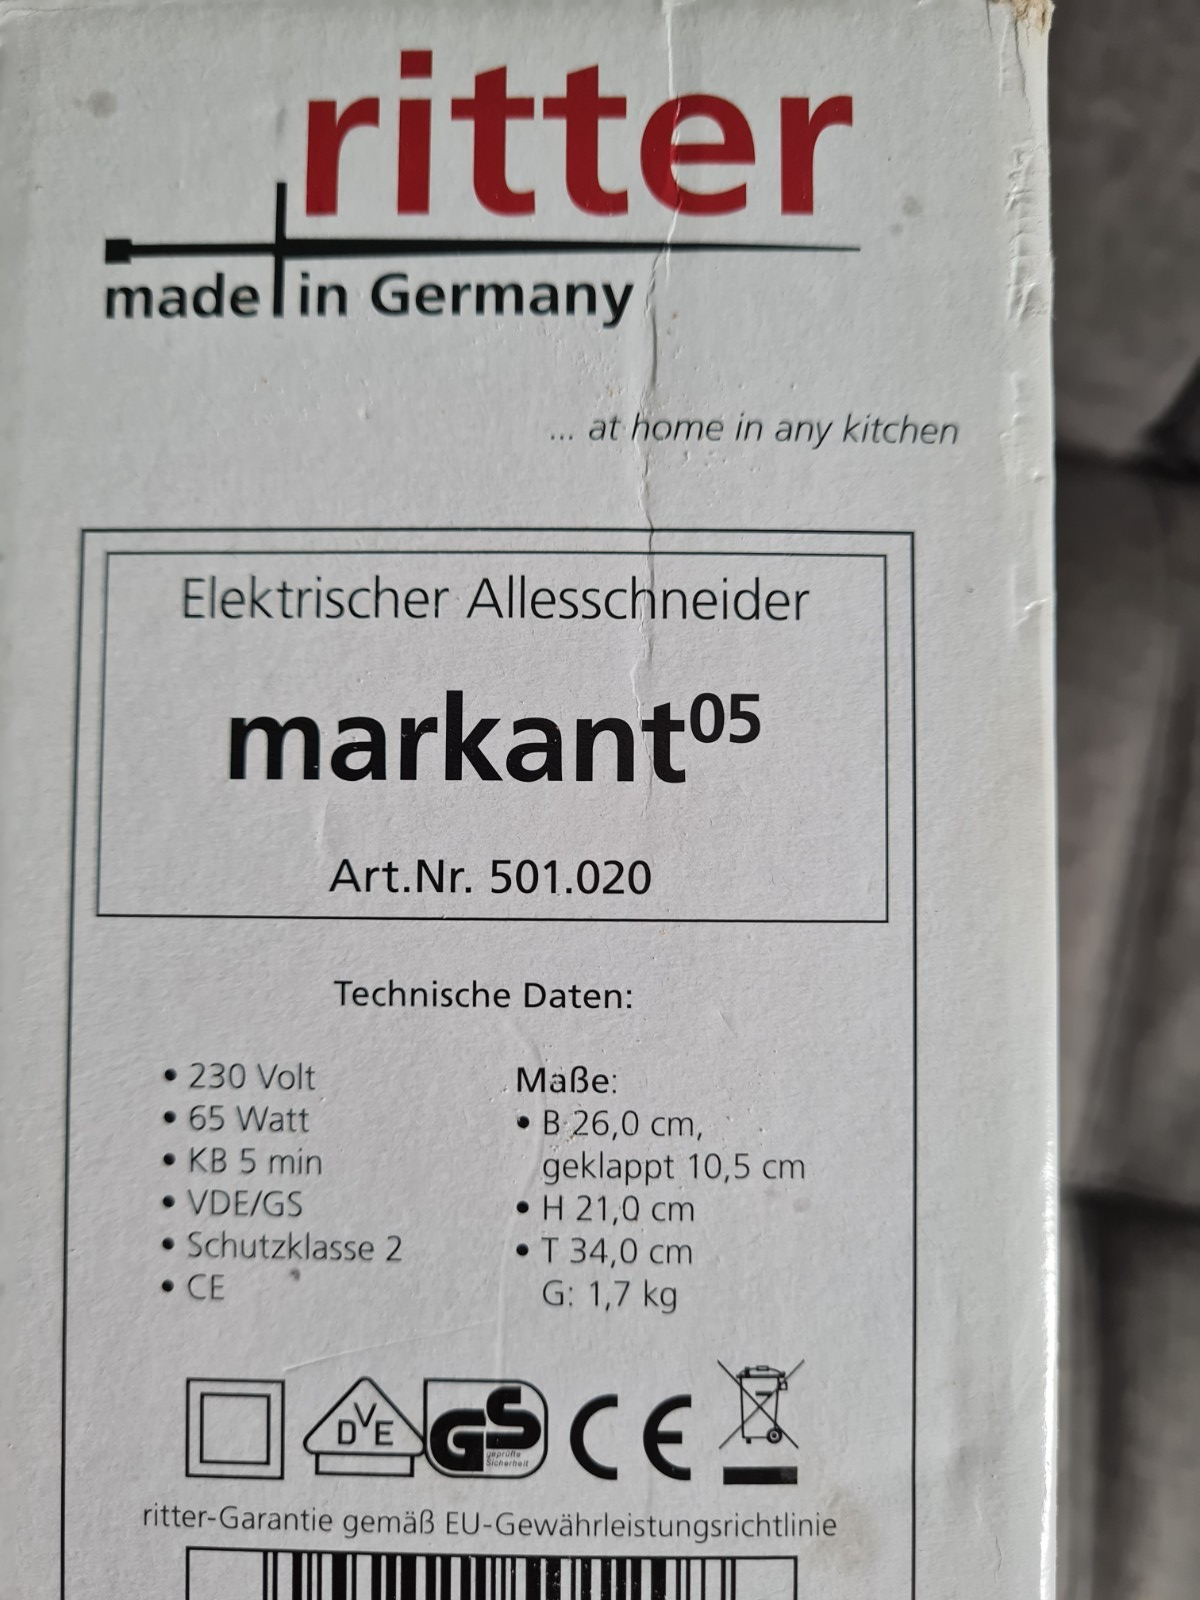 ritter
made in Germany
... at home in any kitchen
Elektrischer Allesschneider
markant⁰⁵
Art.Nr. 501.020
Technische Daten:
• 230 Volt
• 65 Watt
• KB 5 min
• VDE/GS
• Schutzklasse 2
• CE
Maße:
• B 26,0 cm,
geklappt 10,5 cm
• H 21,0 cm
• T 34,0 cm
G: 1,7 kg
DVE
GS
geprüfte
Sicherheit
CE
ritter-Garantie gemäß EU-Gewährleistungsrichtlinie